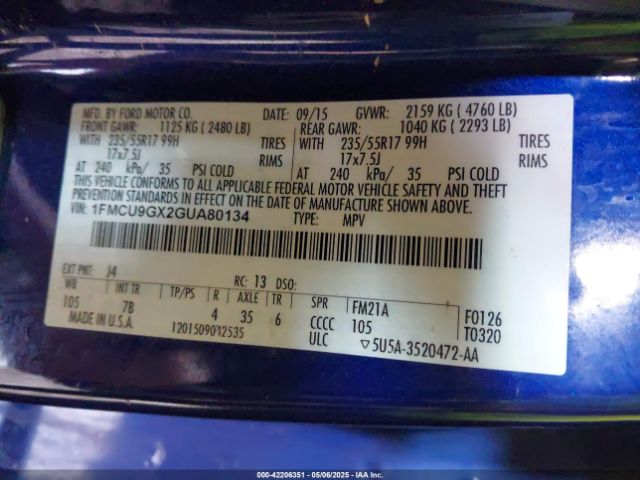 MFD. BY FORD MOTOR CO. DATE: 09/15 GVWR: 2159 KG ( 4760 LB)
FRONT GAWR: 1125 KG ( 2480 LB) REAR GAWR: 1040 KG ( 2293 LB)
WITH 235/55R17 99H TIRES WITH 235/55R17 99H TIRES
17x7.5J RIMS 17x7.5J RIMS
AT 240 kPa/ 35 PSI COLD AT 240 kPa/ 35 PSI COLD
THIS VEHICLE CONFORMS TO ALL APPLICABLE FEDERAL MOTOR VEHICLE SAFETY AND THEFT
PREVENTION STANDARDS IN EFFECT ON THE DATE OF MANUFACTURE SHOWN ABOVE.
VIN: 1FMCU9GX2GUA80134 TYPE: MPV
EXT PNT: J4 RC: 13 DSO:
WB INT TR TP/PS R AXLE TR SPR FM21A F0126
105 7B 4 35 6 CCCC 105 T0320
MADE IN U.S.A. ULC ▽5U5A-3520472-AA
000-42206351 - 05/06/2025 - IAAI.COM